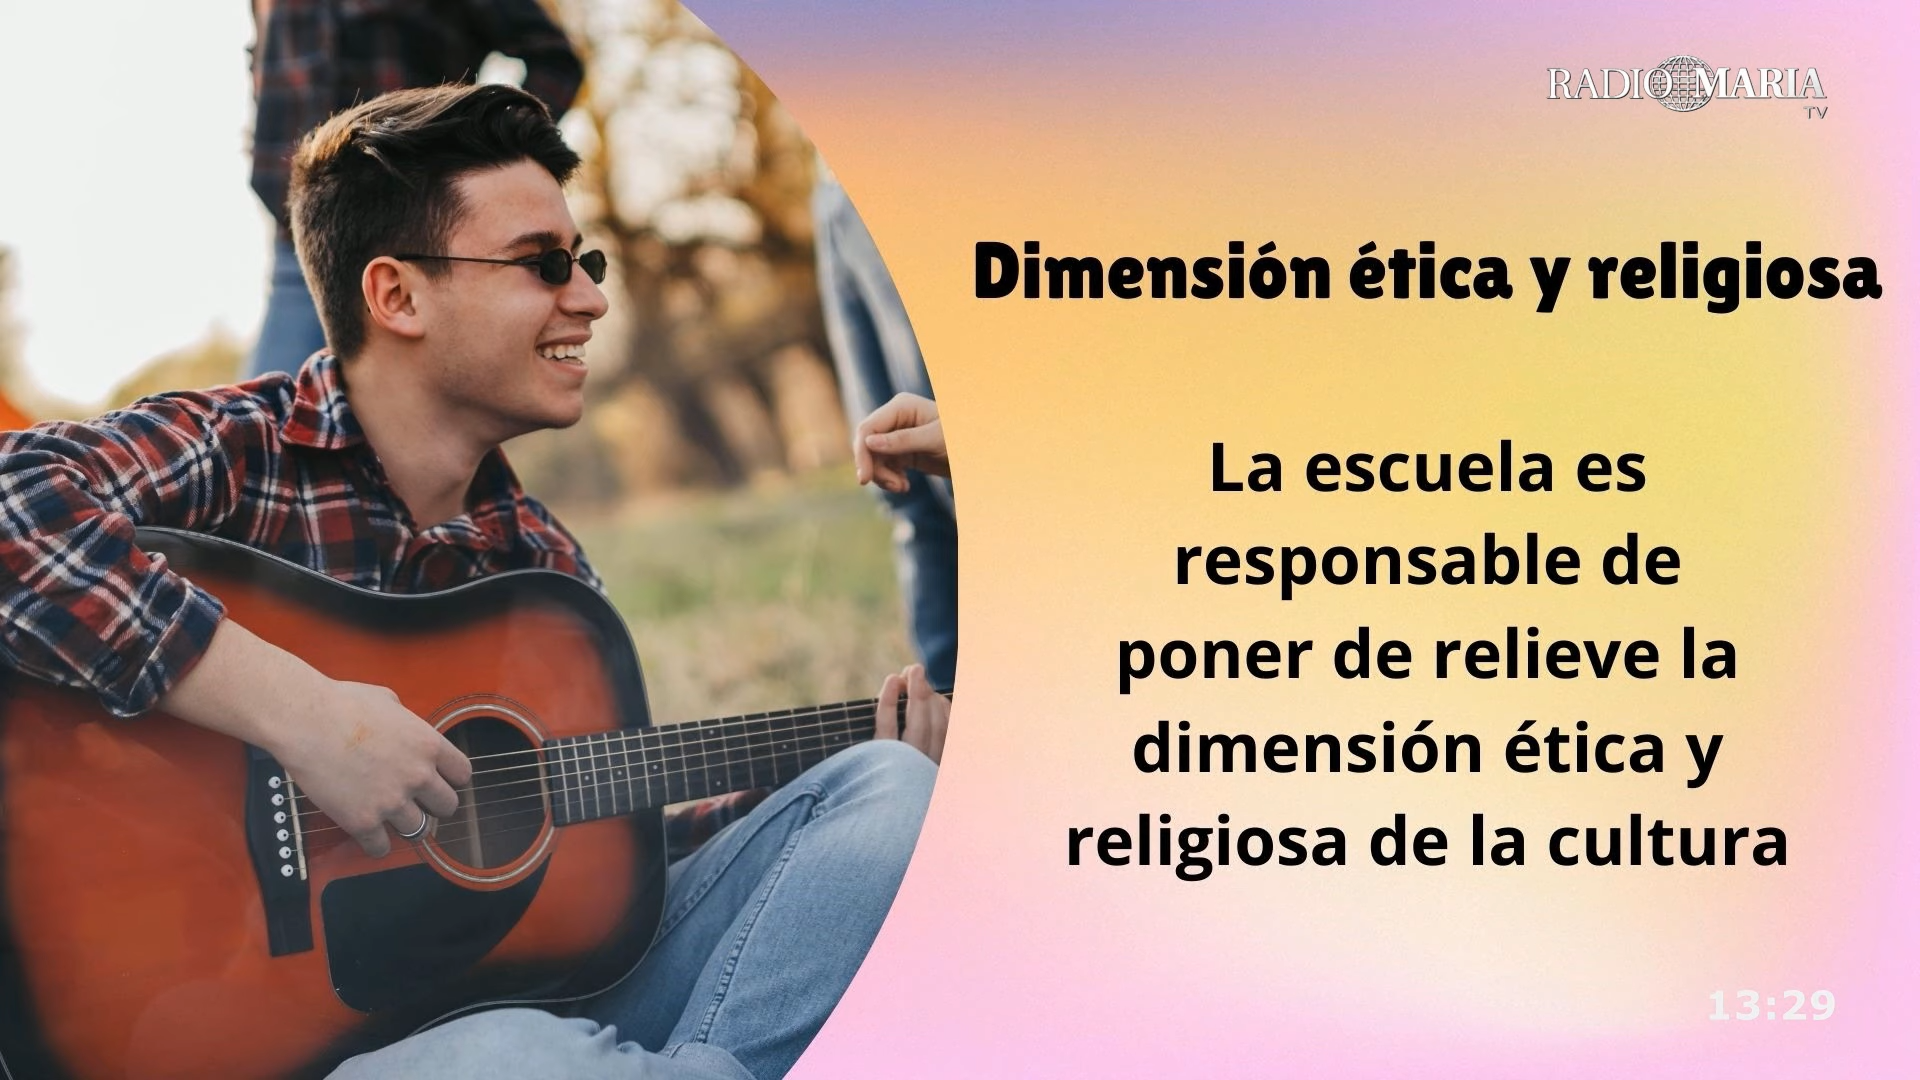 RADIO MARIA
TV
Dimensión ética y religiosa
La escuela es
responsable de
poner de relieve la
dimensión ética y
religiosa de la cultura
13:29